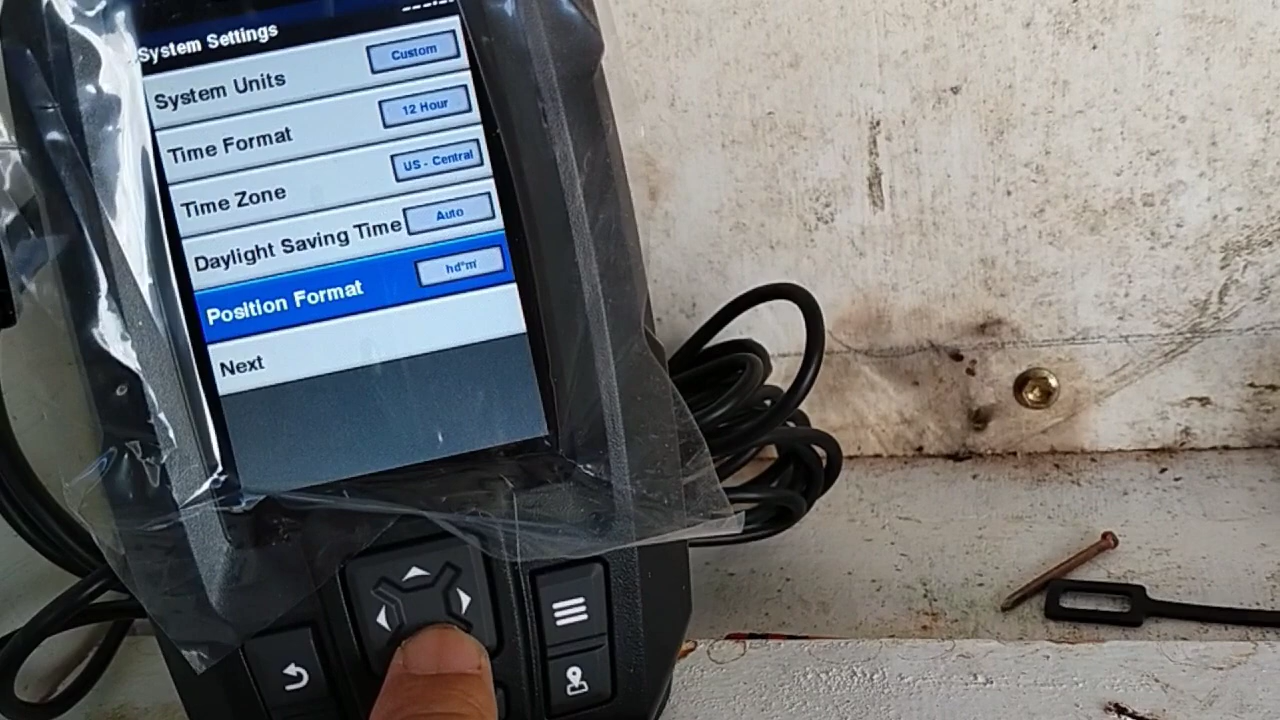 System Settings
System Units Custom
Time Format 12 Hour
Time Zone US - Central
Daylight Saving Time Auto
Position Format hd°m'
Next